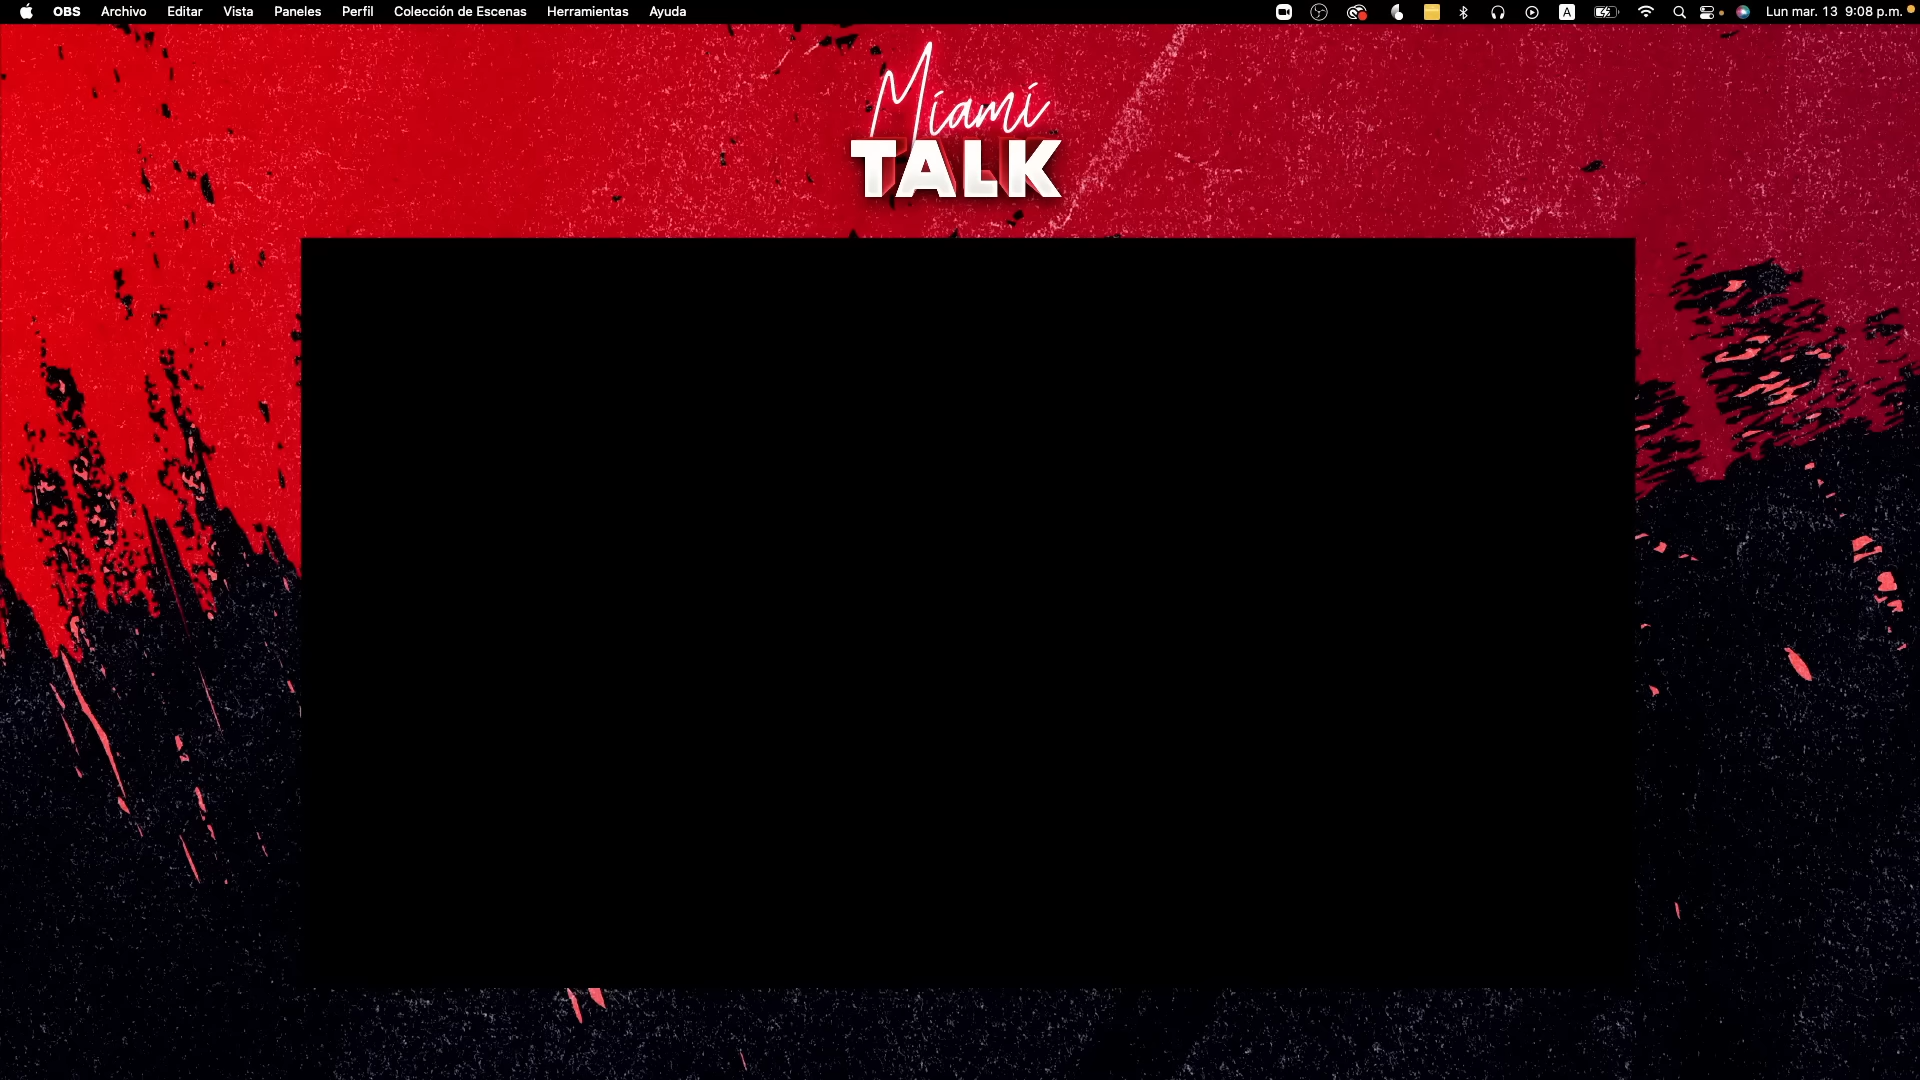 OBS Archivo Editar Vista Paneles Perfil Colección de Escenas Herramientas Ayuda A Lun mar. 13 9:08 p.m.
Miami
TALK